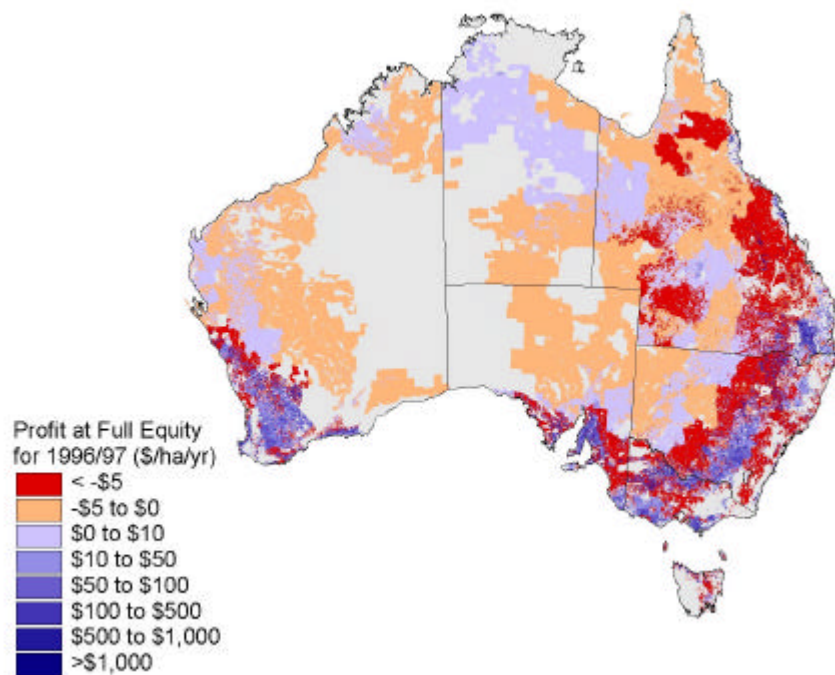 Profit at Full Equity
for 1996/97 ($/ha/yr)
< -$5
-$5 to $0
$0 to $10
$10 to $50
$50 to $100
$100 to $500
$500 to $1,000
>$1,000